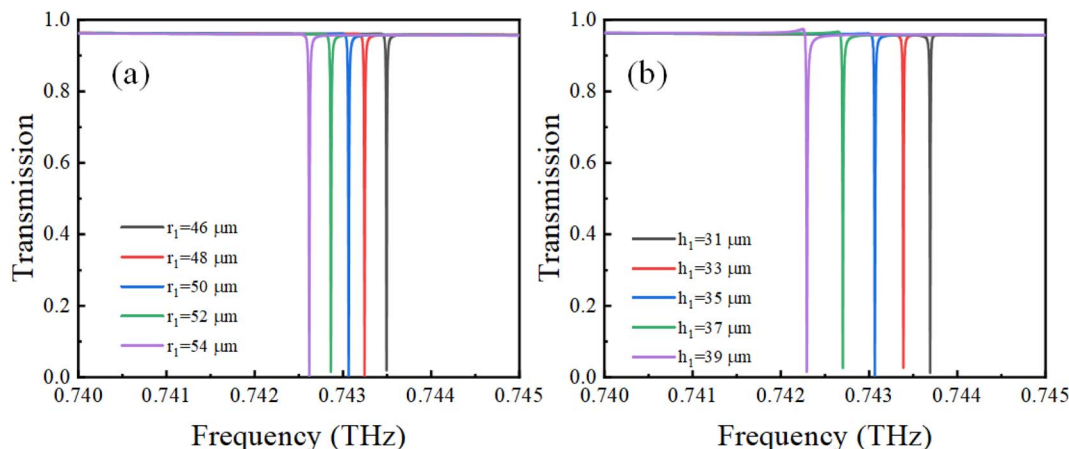 (a)
Transmission
1.0
0.8
0.6
0.4
0.2
0.0
r₁=46 μm
r₁=48 μm
r₁=50 μm
r₁=52 μm
r₁=54 μm
0.740 0.741 0.742 0.743 0.744 0.745
Frequency (THz)
(b)
Transmission
1.0
0.8
0.6
0.4
0.2
0.0
h₁=31 μm
h₁=33 μm
h₁=35 μm
h₁=37 μm
h₁=39 μm
0.740 0.741 0.742 0.743 0.744 0.745
Frequency (THz)